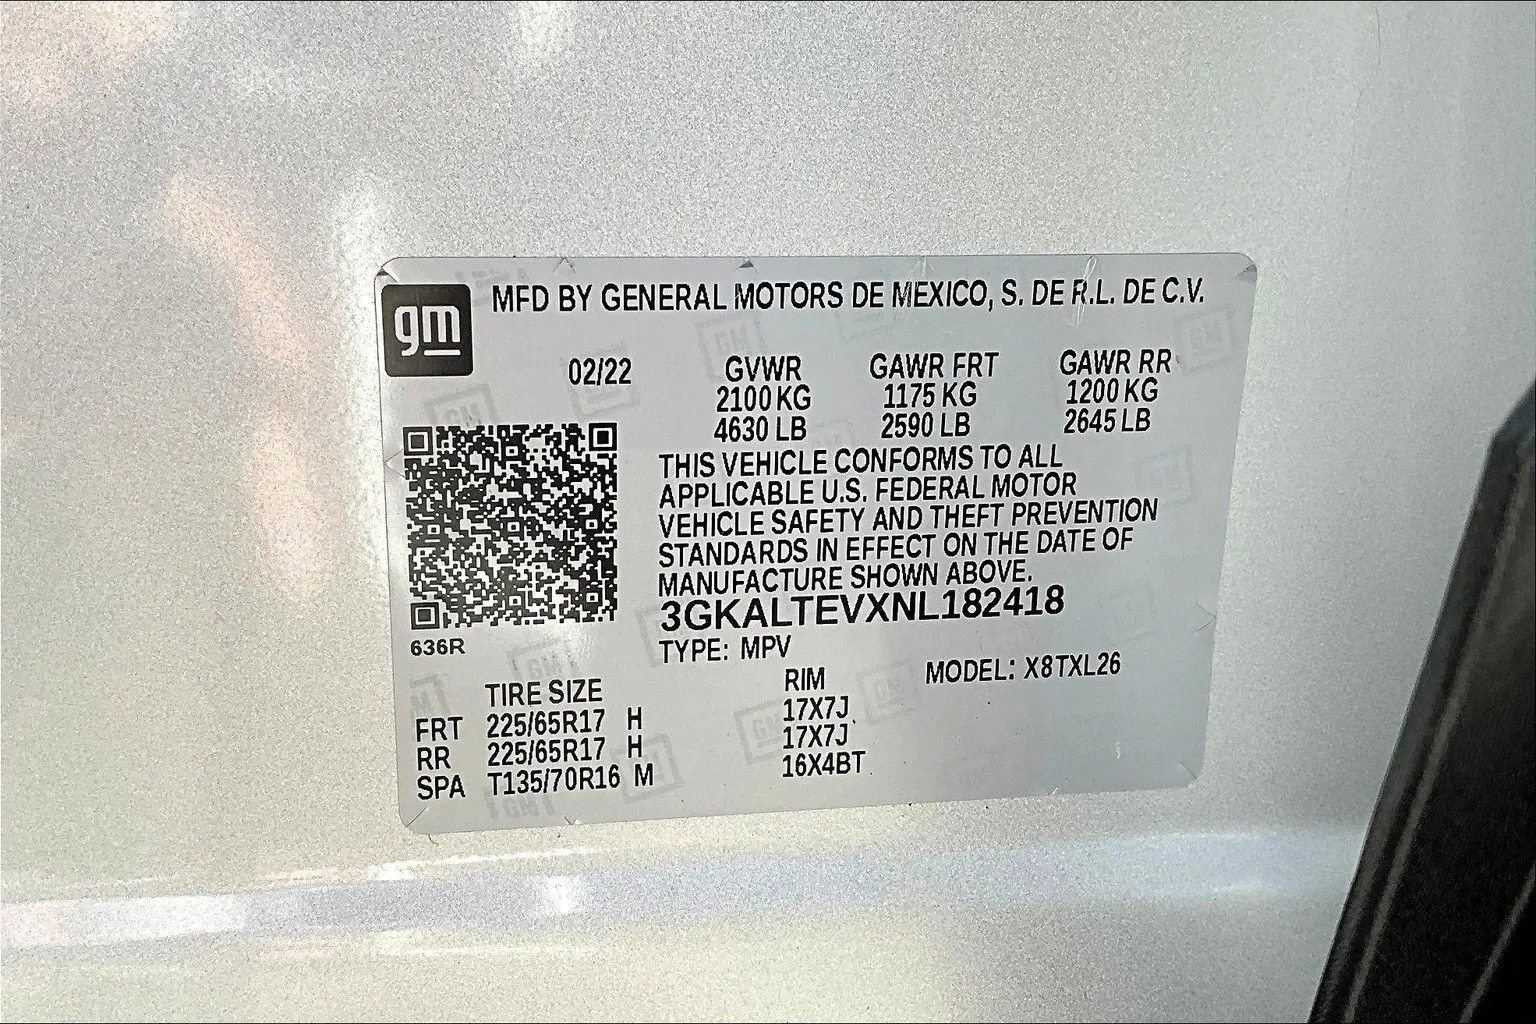 gm MFD BY GENERAL MOTORS DE MEXICO, S. DE R.L. DE C.V.
02/22 GVWR GAWR FRT GAWR RR
2100 KG 1175 KG 1200 KG
4630 LB 2590 LB 2645 LB
THIS VEHICLE CONFORMS TO ALL
APPLICABLE U.S. FEDERAL MOTOR
VEHICLE SAFETY AND THEFT PREVENTION
STANDARDS IN EFFECT ON THE DATE OF
MANUFACTURE SHOWN ABOVE.
3GKALTEVXNL182418
636R
TYPE: MPV
MODEL: X8TXL26
TIRE SIZE RIM
FRT 225/65R17 H 17X7J
RR 225/65R17 H 17X7J
SPA T135/70R16 M 16X4BT